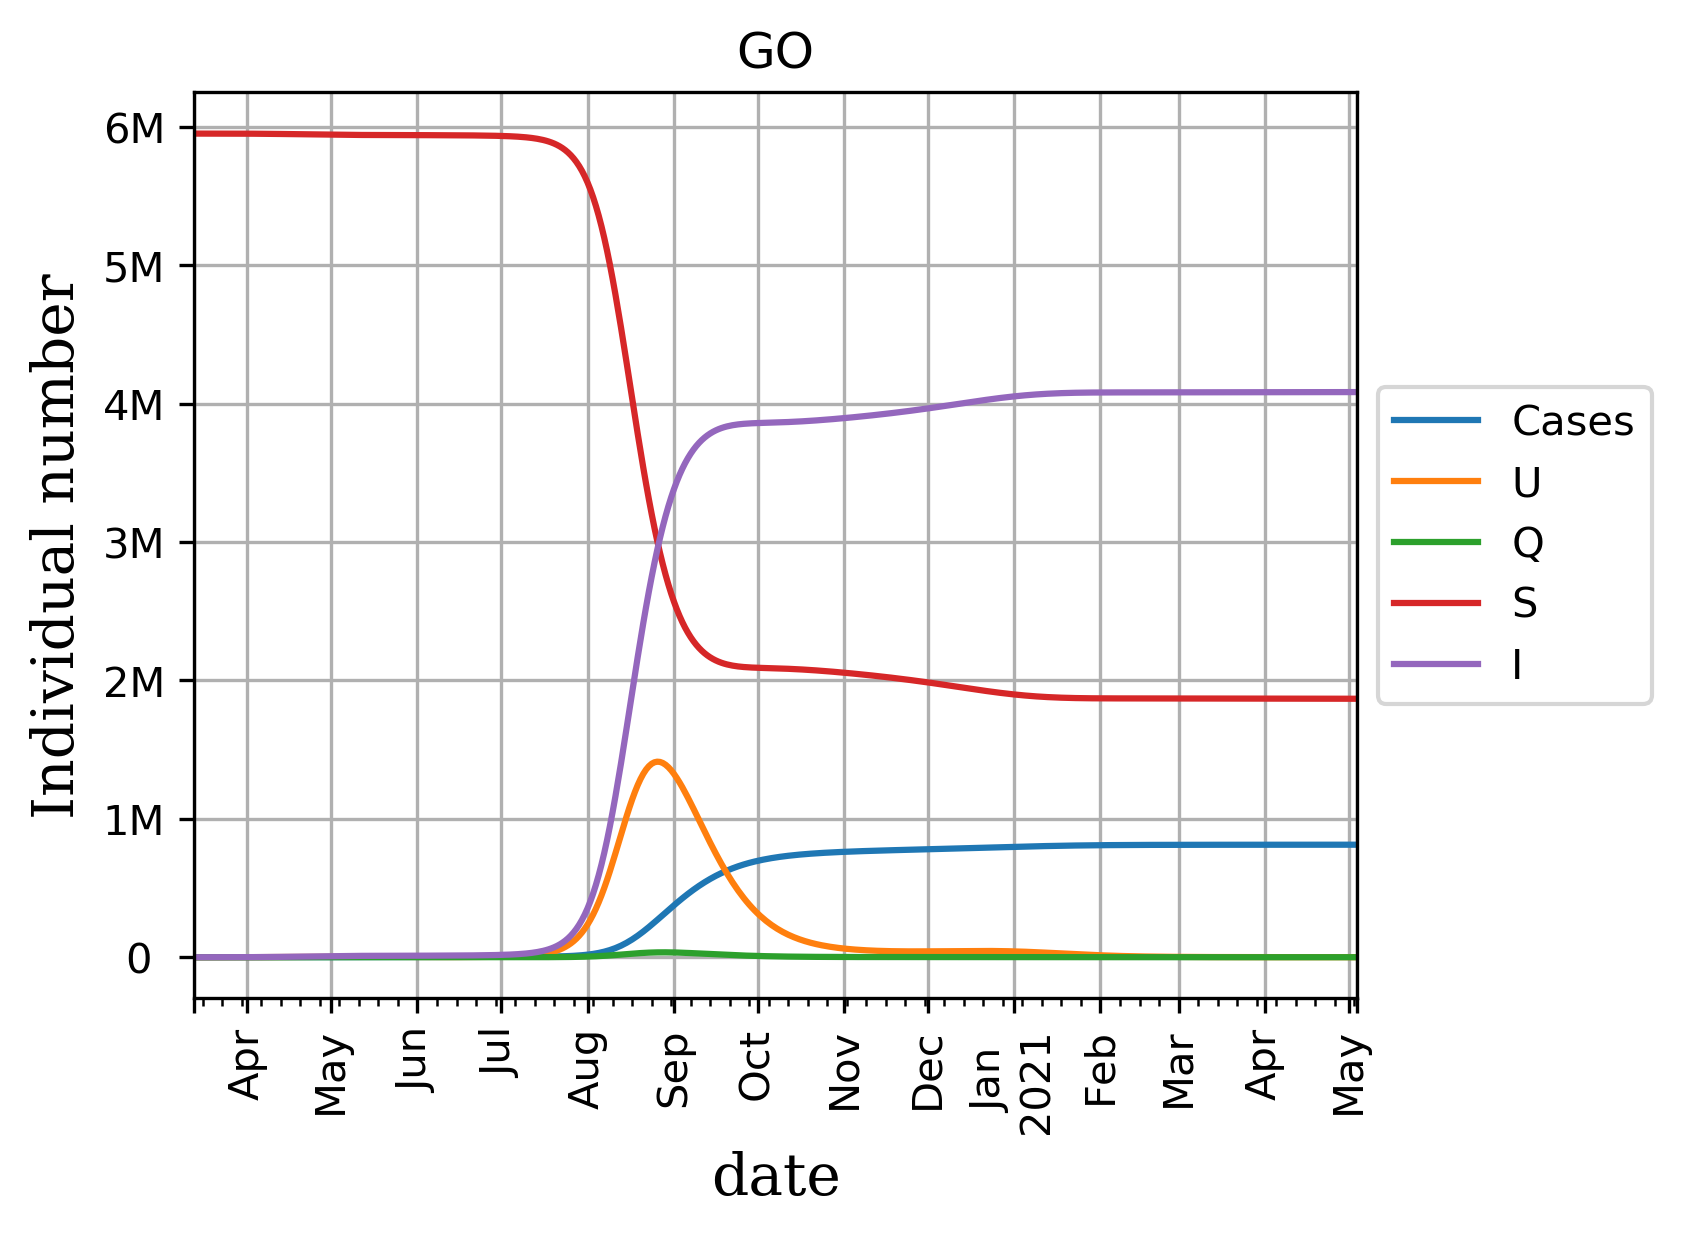 GO
6M
5M
4M
3M
2M
1M
0
Individual number
Apr
May
Jun
Jul
Aug
Sep
Oct
Nov
Dec
Jan
2021
Feb
Mar
Apr
May
date
Cases
U
Q
S
I